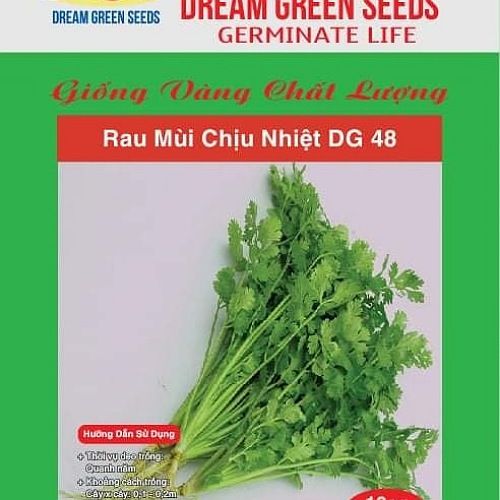 DREAM GREEN SEEDS
DREAM GREEN SEEDS
GERMINATE LIFE
Giống Vàng Chất Lượng
Rau Mùi Chịu Nhiệt DG 48
Hướng Dẫn Sử Dụng
+ Thời vụ gieo trồng:
Quanh năm
+ Khoảng cách trồng:
Cây x cây: 0,1 - 0,2m